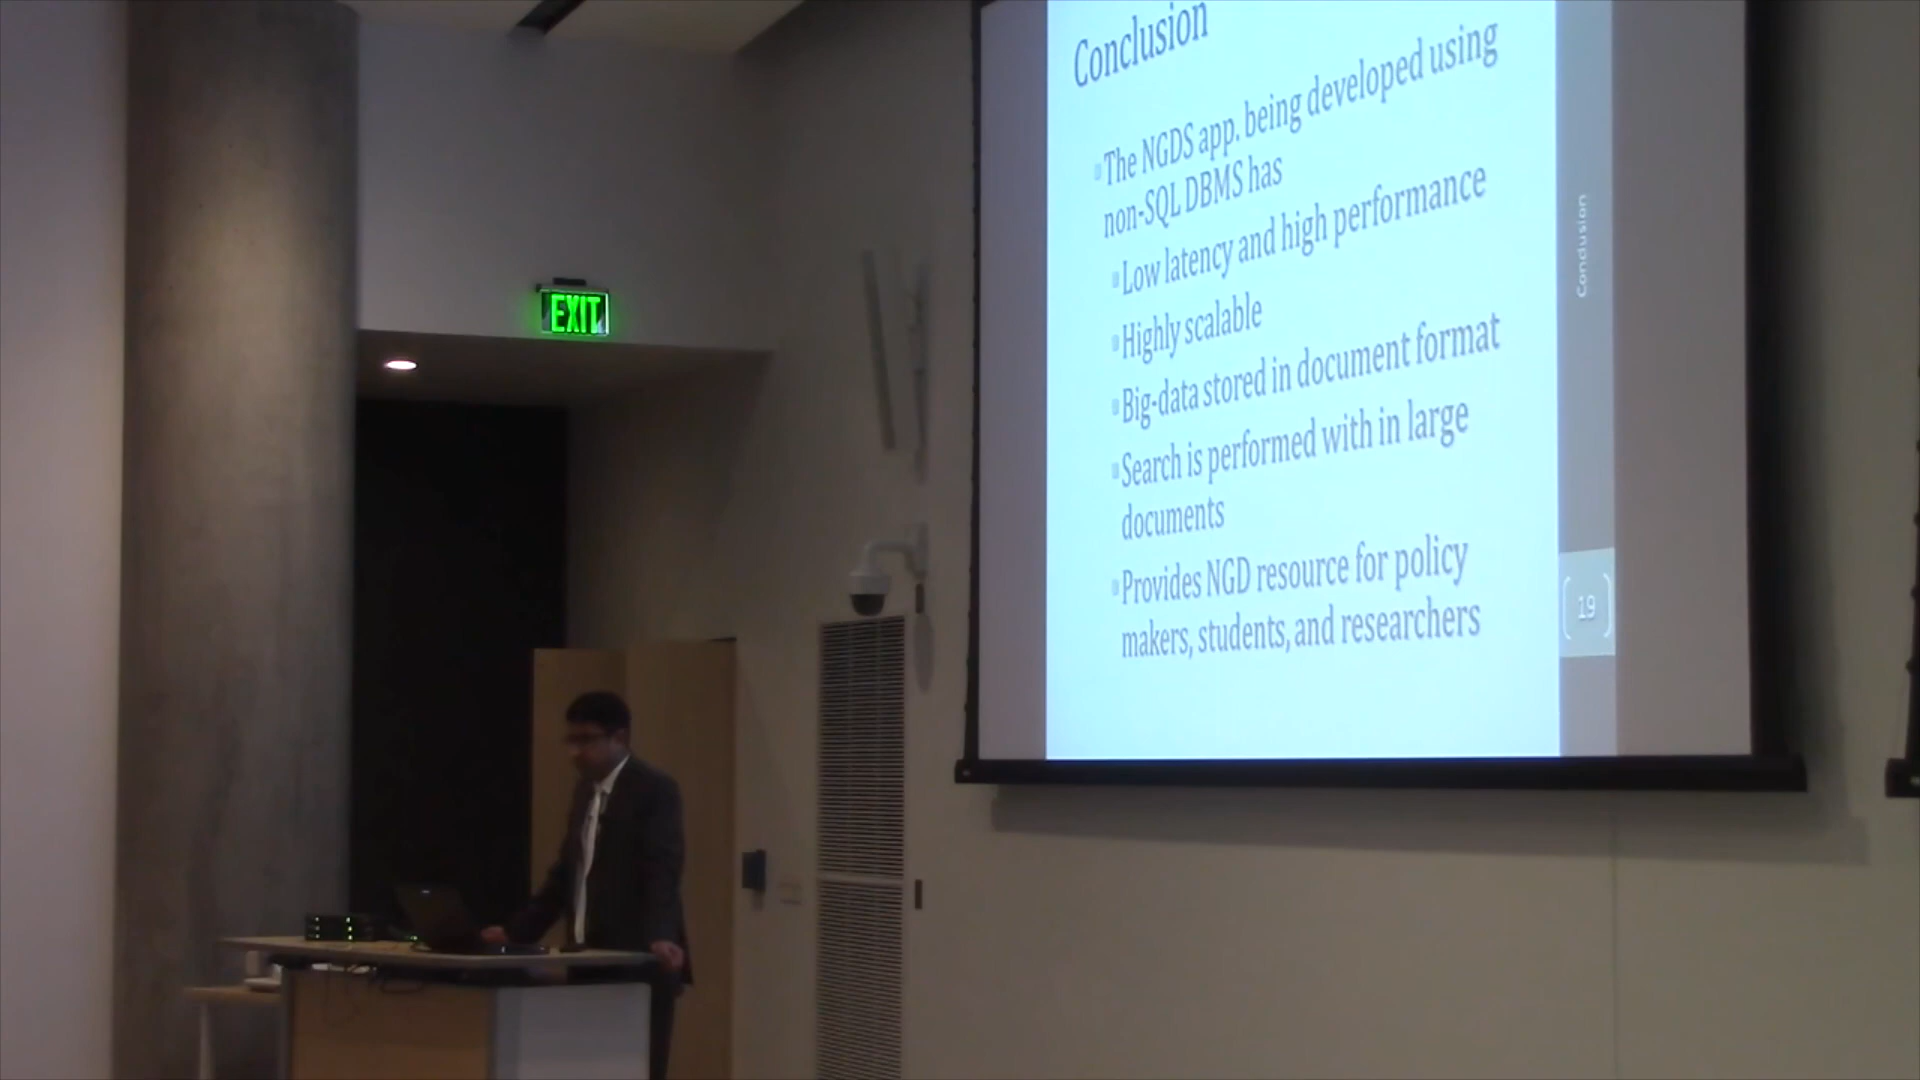 Conclusion
The NGDS app. being developed using
non-SQL DBMS has
Low latency and high performance
Highly scalable
Big-data stored in document format
Search is performed with in large
documents
Provides NGD resource for policy
makers, students, and researchers
Conclusion
19
EXIT